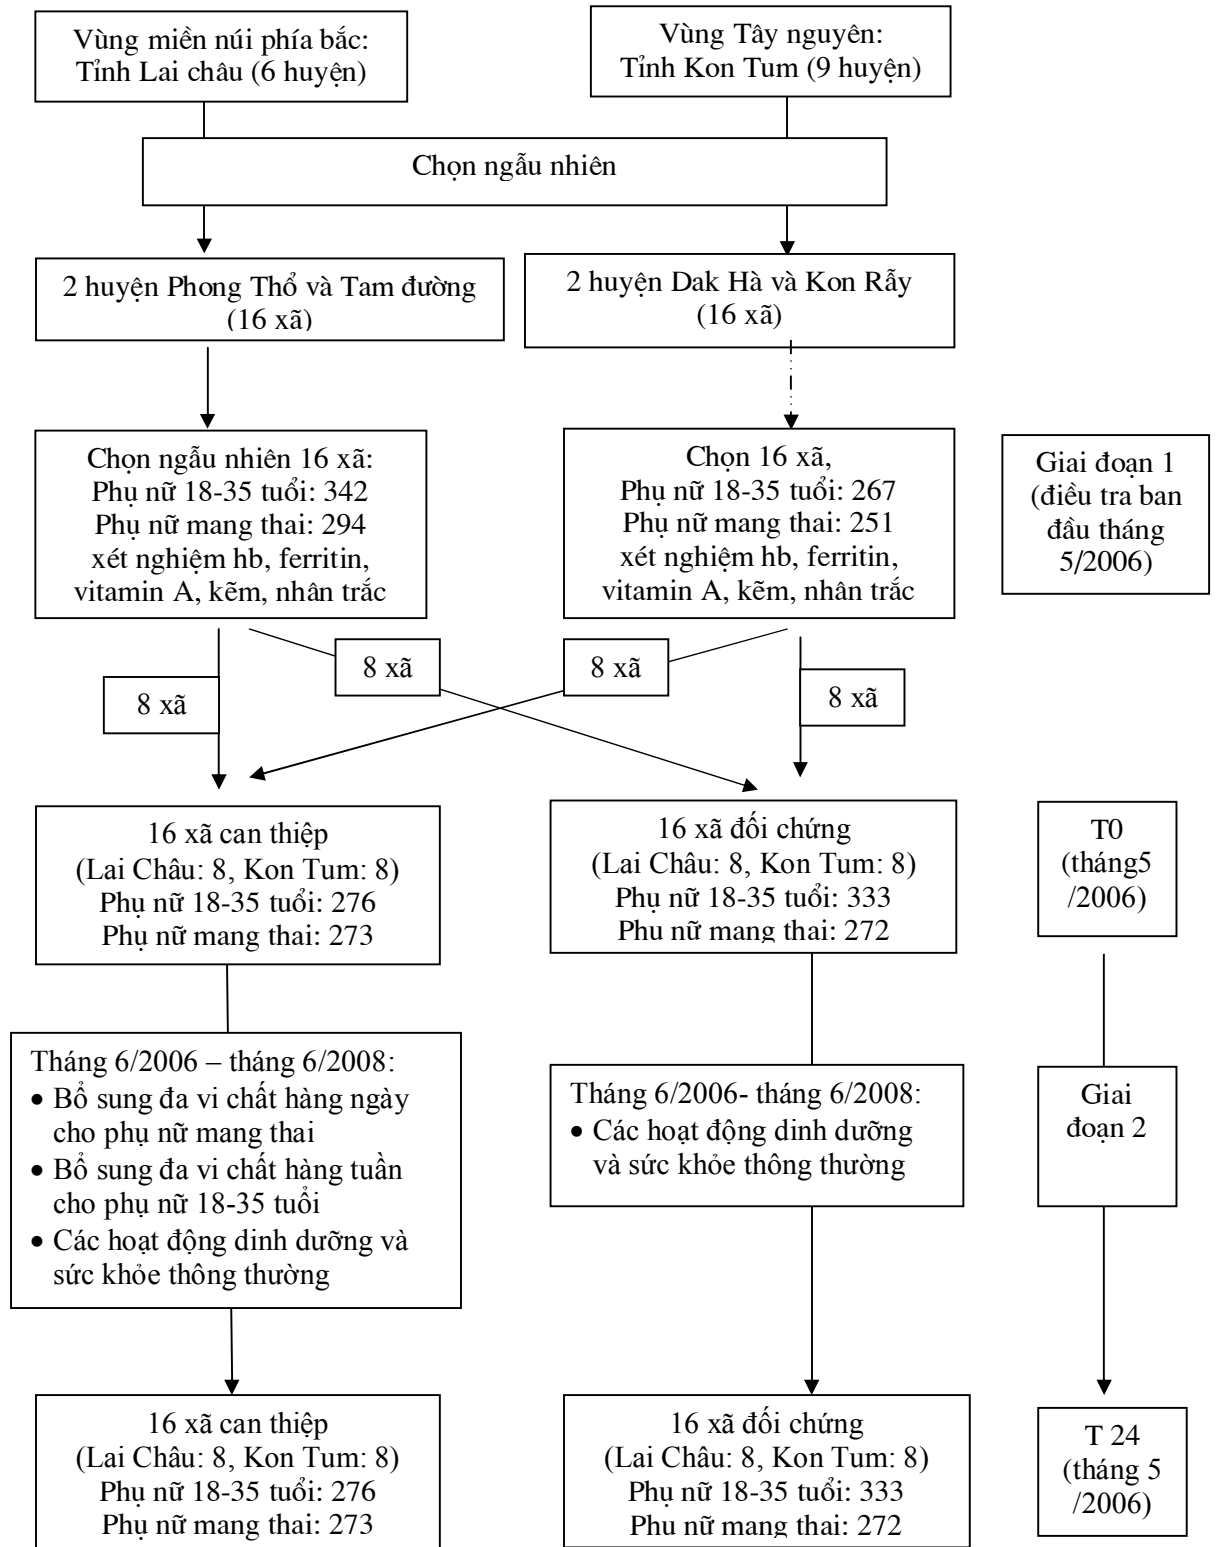 Vùng miền núi phía bắc:
Tỉnh Lai châu (6 huyện)
Vùng Tây nguyên:
Tỉnh Kon Tum (9 huyện)
Chọn ngẫu nhiên
2 huyện Phong Thổ và Tam đường
(16 xã)
2 huyện Dak Hà và Kon Rẫy
(16 xã)
Chọn ngẫu nhiên 16 xã:
Phụ nữ 18-35 tuổi: 342
Phụ nữ mang thai: 294
xét nghiệm hb, ferritin,
vitamin A, kẽm, nhân trắc
Chọn 16 xã,
Phụ nữ 18-35 tuổi: 267
Phụ nữ mang thai: 251
xét nghiệm hb, ferritin,
vitamin A, kẽm, nhân trắc
Giai đoạn 1
(điều tra ban
đầu tháng
5/2006)
8 xã
8 xã
8 xã
8 xã
16 xã can thiệp
(Lai Châu: 8, Kon Tum: 8)
Phụ nữ 18-35 tuổi: 276
Phụ nữ mang thai: 273
16 xã đối chứng
(Lai Châu: 8, Kon Tum: 8)
Phụ nữ 18-35 tuổi: 333
Phu nữ mang thai: 272
T0
(tháng5
/2006)
Tháng 6/2006 – tháng 6/2008:
• Bổ sung đa vi chất hàng ngày
cho phụ nữ mang thai
• Bổ sung đa vi chất hàng tuần
cho phụ nữ 18-35 tuổi
• Các hoạt động dinh dưỡng và
sức khỏe thông thường
Tháng 6/2006- tháng 6/2008:
• Các hoạt động dinh dưỡng
và sức khỏe thông thường
Giai
đoạn 2
16 xã can thiệp
(Lai Châu: 8, Kon Tum: 8)
Phụ nữ 18-35 tuổi: 276
Phụ nữ mang thai: 273
16 xã đối chứng
(Lai Châu: 8, Kon Tum: 8)
Phụ nữ 18-35 tuổi: 333
Phu nữ mang thai: 272
T 24
(tháng 5
/2006)